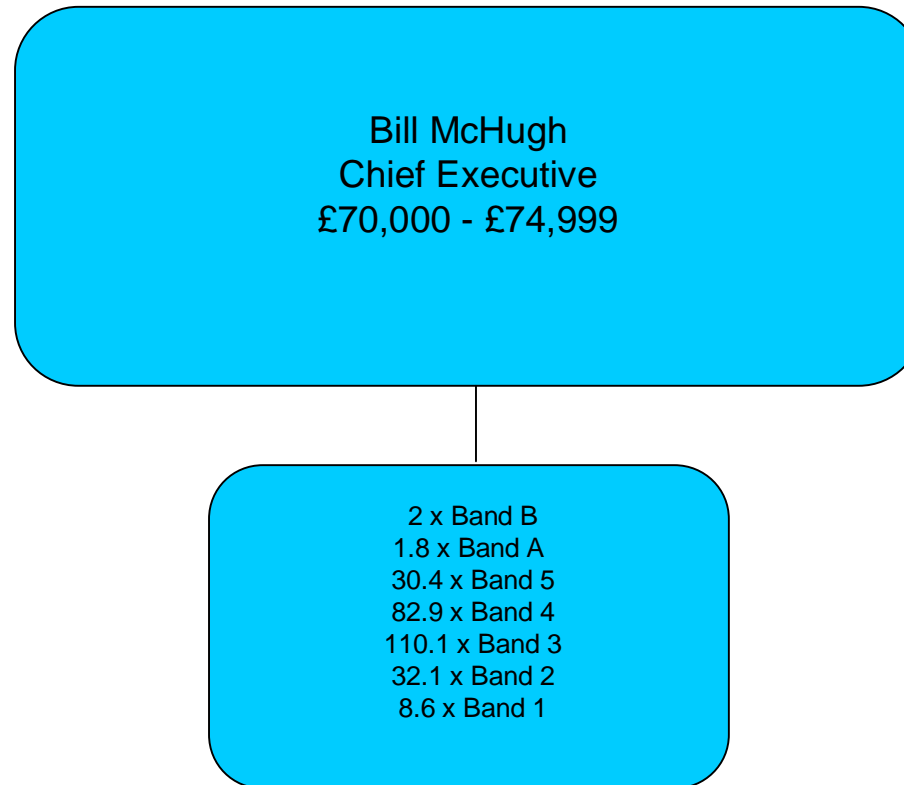 Bill McHugh
Chief Executive
£70,000 - £74,999
2 x Band B
1.8 x Band A
30.4 x Band 5
82.9 x Band 4
110.1 x Band 3
32.1 x Band 2
8.6 x Band 1